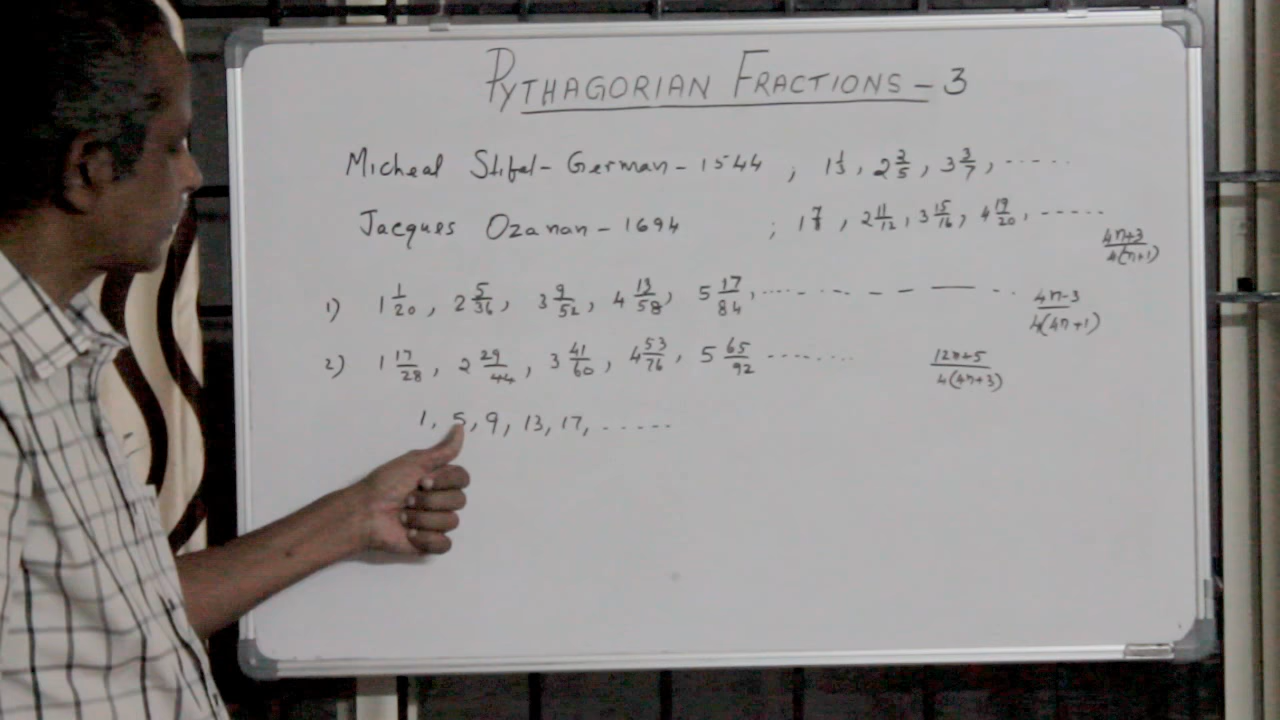 PYTHAGORIAN FRACTIONS - 3
Micheal Stifel - German - 1544 ; 1 1/3, 2 2/5, 3 3/7, ......
Jacques Ozanan - 1694 ; 1 7/8, 2 11/12, 3 15/16, 4 19/20, ...... 4n+3/4(n+1)
1) 1 1/20, 2 5/36, 3 9/52, 4 13/58, 5 17/84, ...... 4n-3/4(4n+1)
2) 1 17/28, 2 29/44, 3 41/60, 4 53/76, 5 65/92 ....... 12n+5/4(4n+3)
1, 5, 9, 13, 17, ......